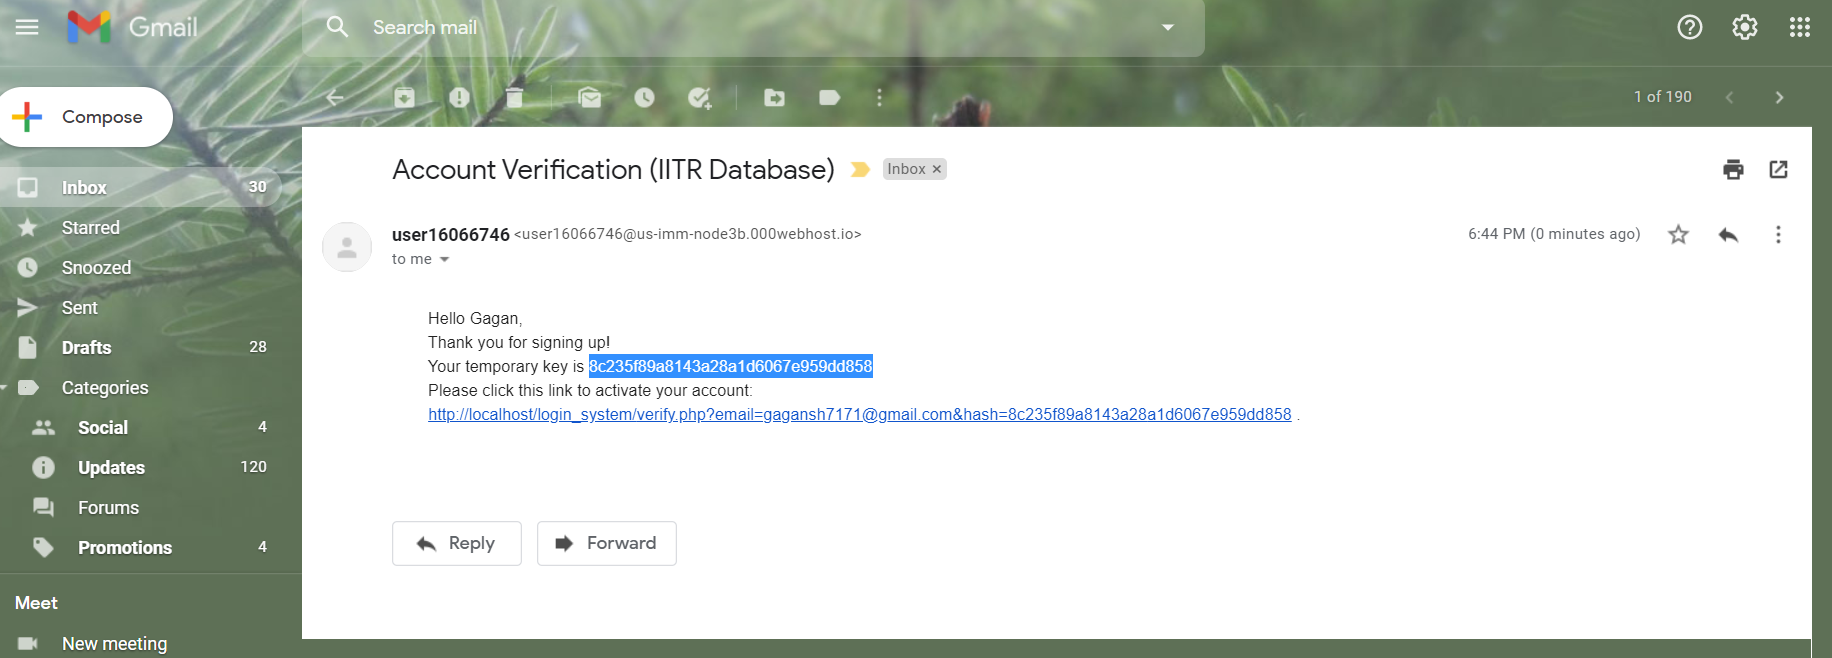 Gmail
Search mail
Compose
1 of 190
Inbox 30
Starred
Snoozed
Sent
Drafts 28
Categories
Social 4
Updates 120
Forums
Promotions 4
Meet
New meeting
Account Verification (IITR Database) Inbox ×
user16066746 <user16066746@us-imm-node3b.000webhost.io> 6:44 PM (0 minutes ago)
to me
Hello Gagan,
Thank you for signing up!
Your temporary key is 8c235f89a8143a28a1d6067e959dd858
Please click this link to activate your account:
http://localhost/login_system/verify.php?email=gagansh7171@gmail.com&hash=8c235f89a8143a28a1d6067e959dd858 .
Reply Forward